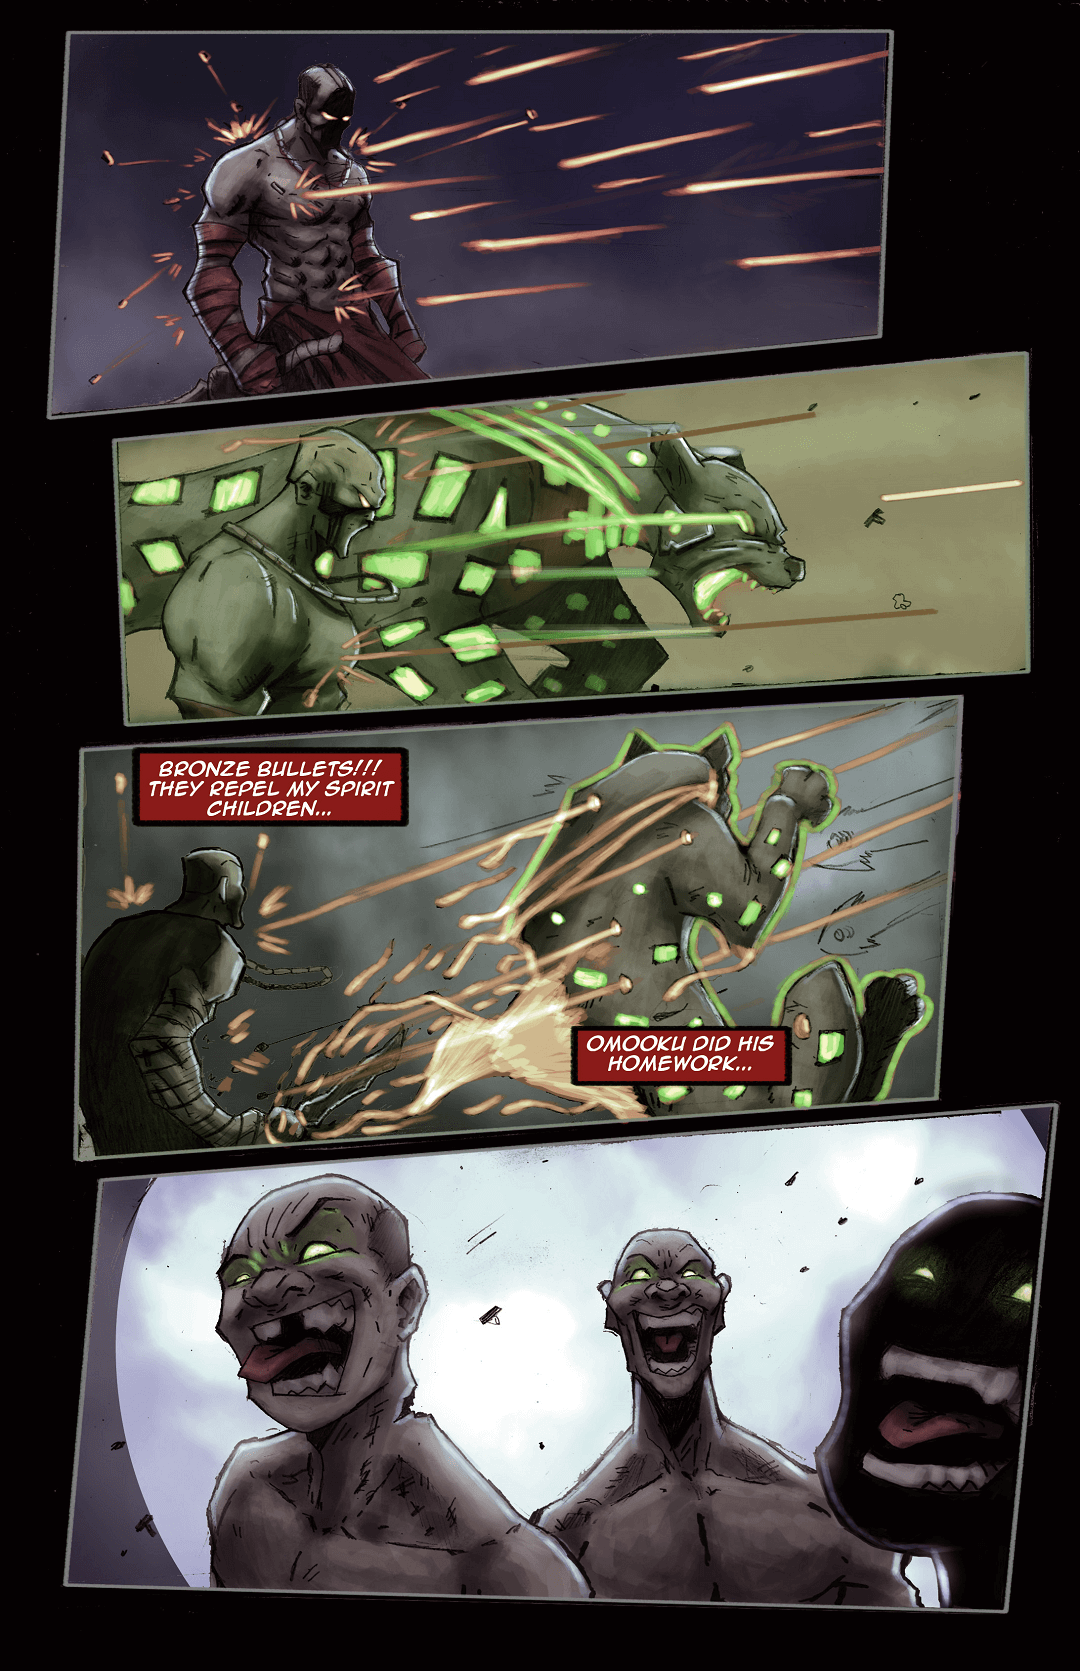 BRONZE BULLETS!!!
THEY REPEL MY SPIRIT
CHILDREN...
OMOOKU DID HIS
HOMEWORK...